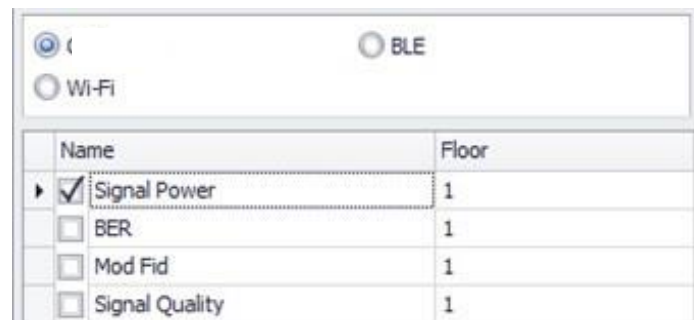 BLE
Wi-Fi
Name Floor
Signal Power 1
BER 1
Mod Fid 1
Signal Quality 1